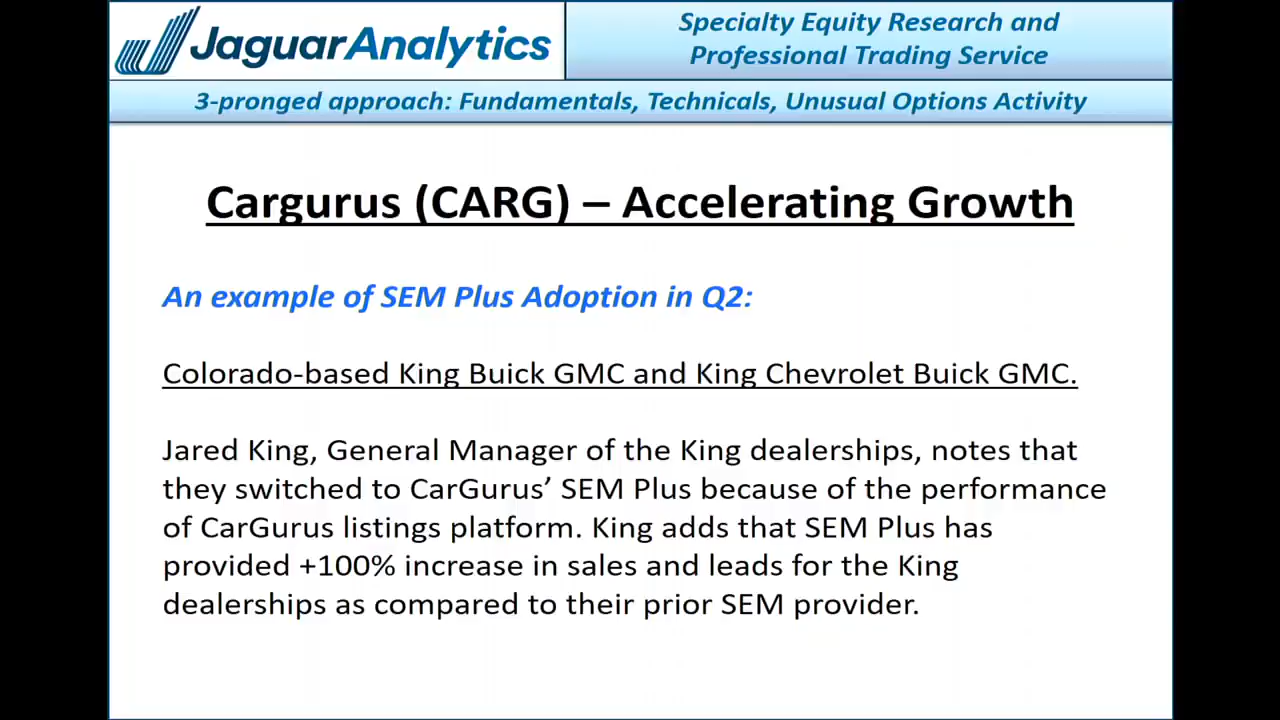 JaguarAnalytics
Specialty Equity Research and
Professional Trading Service
3-pronged approach: Fundamentals, Technicals, Unusual Options Activity
Cargurus (CARG) – Accelerating Growth
An example of SEM Plus Adoption in Q2:
Colorado-based King Buick GMC and King Chevrolet Buick GMC.
Jared King, General Manager of the King dealerships, notes that
they switched to CarGurus’ SEM Plus because of the performance
of CarGurus listings platform. King adds that SEM Plus has
provided +100% increase in sales and leads for the King
dealerships as compared to their prior SEM provider.